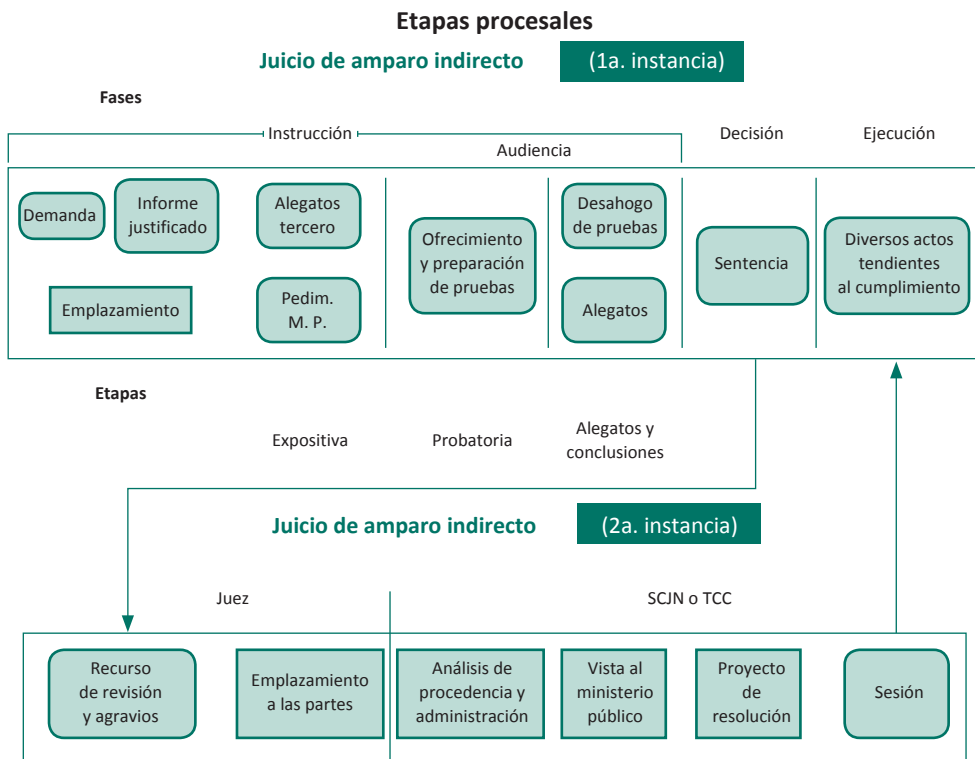 Etapas procesales
Juicio de amparo indirecto
(1a. instancia)
Fases
Instrucción
Decisión
Ejecución
Audiencia
Demanda
Informe
justificado
Alegatos
tercero
Emplazamiento
Pedim.
M. P.
Ofrecimiento
y preparación
de pruebas
Desahogo
de pruebas
Alegatos
Sentencia
Diversos actos
tendientes
al cumplimiento
Etapas
Expositiva
Probatoria
Alegatos y
conclusiones
Juicio de amparo indirecto
(2a. instancia)
Juez
SCJN o TCC
Recurso
de revisión
y agravios
Emplazamiento
a las partes
Análisis de
procedencia y
administración
Vista al
ministerio
público
Proyecto
de
resolución
Sesión